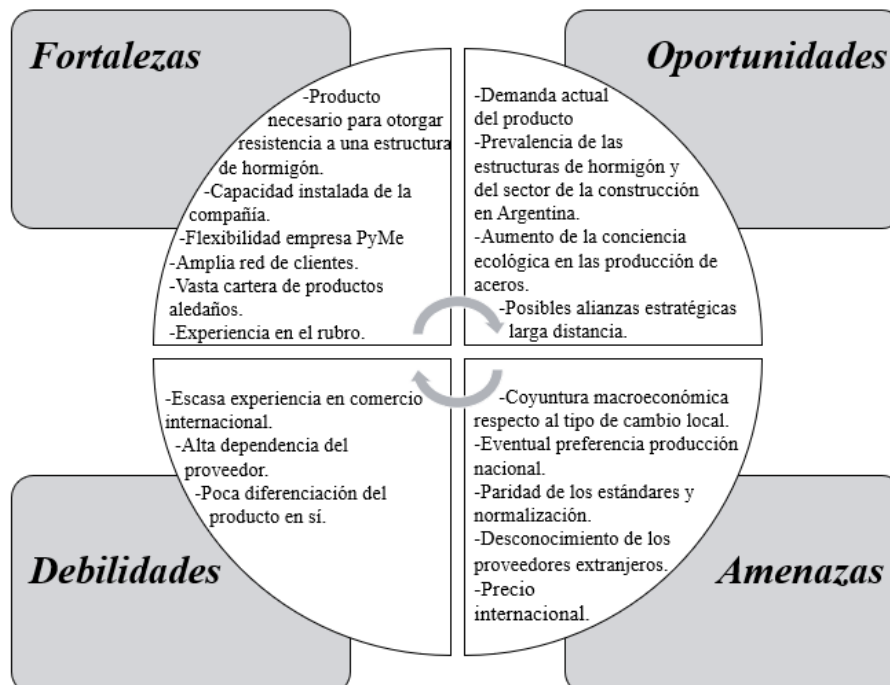 Fortalezas
-Producto
necesario para otorgar
resistencia a una estructura
de hormigón.
-Capacidad instalada de la
compañía.
-Flexibilidad empresa PyMe
-Amplia red de clientes.
-Vasta cartera de productos
aledaños.
-Experiencia en el rubro.
Oportunidades
-Demanda actual
del producto
-Prevalencia de las
estructuras de hormigón y
del sector de la construcción
en Argentina.
-Aumento de la conciencia
ecológica en las producción de
aceros.
-Posibles alianzas estratégicas
larga distancia.
Debilidades
-Escasa experiencia en comercio
internacional.
-Alta dependencia del
proveedor.
-Poca diferenciación del
producto en sí.
Amenazas
-Coyuntura macroeconómica
respecto al tipo de cambio local.
-Eventual preferencia producción
nacional.
-Paridad de los estándares y
normalización.
-Desconocimiento de los
proveedores extranjeros.
-Precio
internacional.